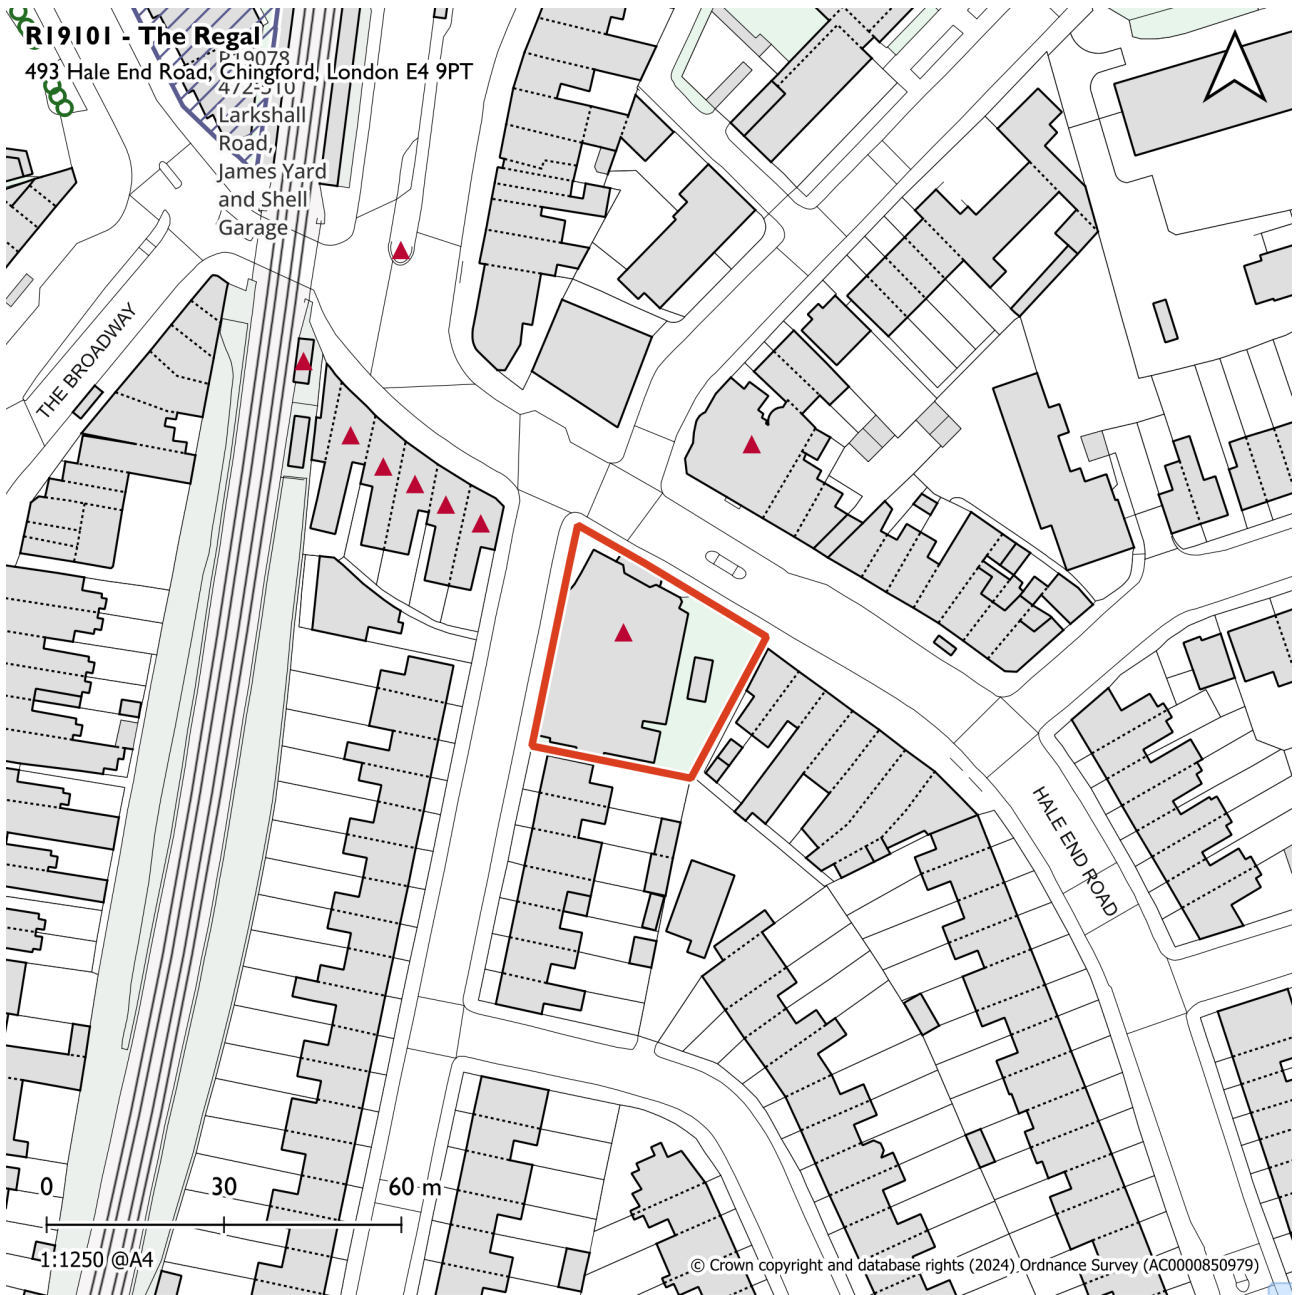 R19101 - The Regal
493 Hale End Road, Chingford, London E4 9PT
R19078
472-510
Larkshall
Road,
James Yard
and Shell
Garage
THE BROADWAY
HALE END ROAD
0 30 60 m
1:1250 @A4
© Crown copyright and database rights (2024) Ordnance Survey (AC0000850979)